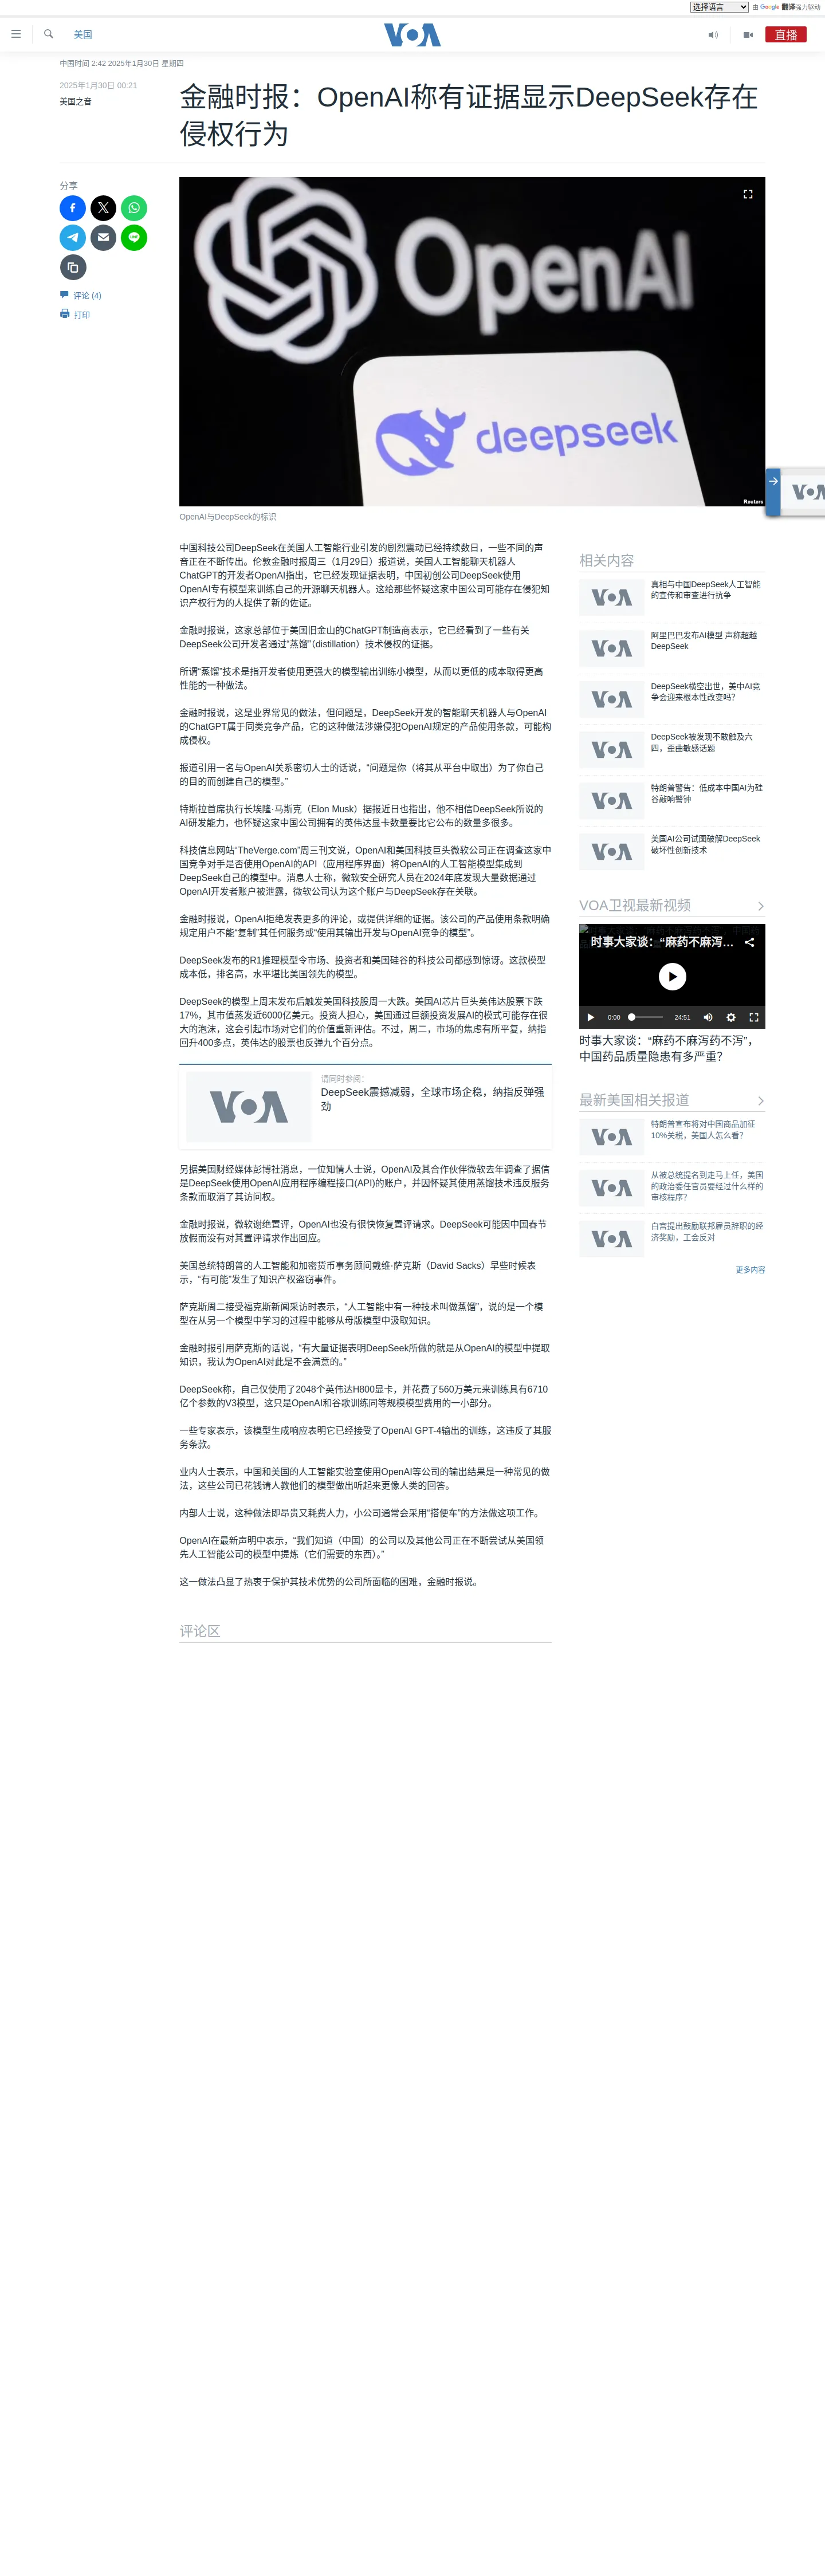 选择语言 由 Google 翻译强力驱动
美国
VOA
直播
中国时间 2:42 2025年1月30日 星期四
2025年1月30日 00:21
美国之音
金融时报：OpenAI称有证据显示DeepSeek存在
侵权行为
分享
评论 (4)
打印
OpenAI
deepseek
Reuters
OpenAI与DeepSeek的标识
中国科技公司DeepSeek在美国人工智能行业引发的剧烈震动已经持续数日，一些不同的声
音正在不断传出。伦敦金融时报周三（1月29日）报道说，美国人工智能聊天机器人
ChatGPT的开发者OpenAI指出，它已经发现证据表明，中国初创公司DeepSeek使用
OpenAI专有模型来训练自己的开源聊天机器人。这给那些怀疑这家中国公司可能存在侵犯知
识产权行为的人提供了新的佐证。
金融时报说，这家总部位于美国旧金山的ChatGPT制造商表示，它已经看到了一些有关
DeepSeek公司开发者通过“蒸馏”（distillation）技术侵权的证据。
所谓“蒸馏”技术是指开发者使用更强大的模型输出训练小模型，从而以更低的成本取得更高
性能的一种做法。
金融时报说，这是业界常见的做法，但问题是，DeepSeek开发的智能聊天机器人与OpenAI
的ChatGPT属于同类竞争产品，它的这种做法涉嫌侵犯OpenAI规定的产品使用条款，可能构
成侵权。
报道引用一名与OpenAI关系密切人士的话说，“问题是你（将其从平台中取出）为了你自己
的目的而创建自己的模型。”
特斯拉首席执行长埃隆·马斯克（Elon Musk）据报近日也指出，他不相信DeepSeek所说的
AI研发能力，也怀疑这家中国公司拥有的英伟达显卡数量要比它公布的数量多很多。
科技信息网站“TheVerge.com”周三刊文说，OpenAI和美国科技巨头微软公司正在调查这家中
国竞争对手是否使用OpenAI的API（应用程序界面）将OpenAI的人工智能模型集成到
DeepSeek自己的模型中。消息人士称，微软安全研究人员在2024年底发现大量数据通过
OpenAI开发者账户被泄露，微软公司认为这个账户与DeepSeek存在关联。
金融时报说，OpenAI拒绝发表更多的评论，或提供详细的证据。该公司的产品使用条款明确
规定用户不能“复制”其任何服务或“使用其输出开发与OpenAI竞争的模型”。
DeepSeek发布的R1推理模型令市场、投资者和美国硅谷的科技公司都感到惊讶。这款模型
成本低，排名高，水平堪比美国领先的模型。
DeepSeek的模型上周末发布后触发美国科技股周一大跌。美国AI芯片巨头英伟达股票下跌
17%，其市值蒸发近6000亿美元。投资人担心，美国通过巨额投资发展AI的模式可能存在很
大的泡沫，这会引起市场对它们的价值重新评估。不过，周二，市场的焦虑有所平复，纳指
回升400多点，英伟达的股票也反弹九个百分点。
VOA
请同时参阅：
DeepSeek震撼减弱，全球市场企稳，纳指反弹强
劲
另据美国财经媒体彭博社消息，一位知情人士说，OpenAI及其合作伙伴微软去年调查了据信
是DeepSeek使用OpenAI应用程序编程接口(API)的账户，并因怀疑其使用蒸馏技术违反服务
条款而取消了其访问权。
金融时报说，微软谢绝置评，OpenAI也没有很快恢复置评请求。DeepSeek可能因中国春节
放假而没有对其置评请求作出回应。
美国总统特朗普的人工智能和加密货币事务顾问戴维·萨克斯（David Sacks）早些时候表
示，“有可能”发生了知识产权盗窃事件。
萨克斯周二接受福克斯新闻采访时表示，“人工智能中有一种技术叫做蒸馏”，说的是一个模
型在从另一个模型中学习的过程中能够从母版模型中汲取知识。
金融时报引用萨克斯的话说，“有大量证据表明DeepSeek所做的就是从OpenAI的模型中提取
知识，我认为OpenAI对此是不会满意的。”
DeepSeek称，自己仅使用了2048个英伟达H800显卡，并花费了560万美元来训练具有6710
亿个参数的V3模型，这只是OpenAI和谷歌训练同等规模模型费用的一小部分。
一些专家表示，该模型生成响应表明它已经接受了OpenAI GPT-4输出的训练，这违反了其服
务条款。
业内人士表示，中国和美国的人工智能实验室使用OpenAI等公司的输出结果是一种常见的做
法，这些公司已花钱请人教他们的模型做出听起来更像人类的回答。
内部人士说，这种做法即昂贵又耗费人力，小公司通常会采用“搭便车”的方法做这项工作。
OpenAI在最新声明中表示，“我们知道（中国）的公司以及其他公司正在不断尝试从美国领
先人工智能公司的模型中提炼（它们需要的东西）。”
这一做法凸显了热衷于保护其技术优势的公司所面临的困难，金融时报说。
评论区
相关内容
VOA
真相与中国DeepSeek人工智能
的宣传和审查进行抗争
VOA
阿里巴巴发布AI模型 声称超越
DeepSeek
VOA
DeepSeek横空出世，美中AI竞
争会迎来根本性改变吗？
VOA
DeepSeek被发现不敢触及六
四，歪曲敏感话题
VOA
特朗普警告：低成本中国AI为硅
谷敲响警钟
VOA
美国AI公司试图破解DeepSeek
破坏性创新技术
VOA卫视最新视频
时事大家谈：“麻药不麻泻…
0:00
24:51
时事大家谈：“麻药不麻泻药不泻”，
中国药品质量隐患有多严重？
最新美国相关报道
VOA
特朗普宣布将对中国商品加征
10%关税，美国人怎么看？
VOA
从被总统提名到走马上任，美国
的政治委任官员要经过什么样的
审核程序？
VOA
白宫提出鼓励联邦雇员辞职的经
济奖励，工会反对
更多内容